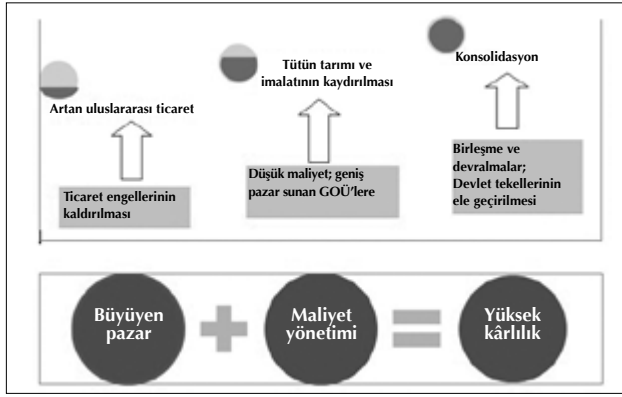 Artan uluslararası ticaret
Tütün tarımı ve
imalatının kaydırılması
Konsolidasyon
Ticaret engellerinin
kaldırılması
Düşük maliyet; geniş
pazar sunan GOÜ’lere
Birleşme ve
devralmalar;
Devlet tekellerinin
ele geçirilmesi
Büyüyen
pazar
+
Maliyet
yönetimi
=
Yüksek
kârlılık